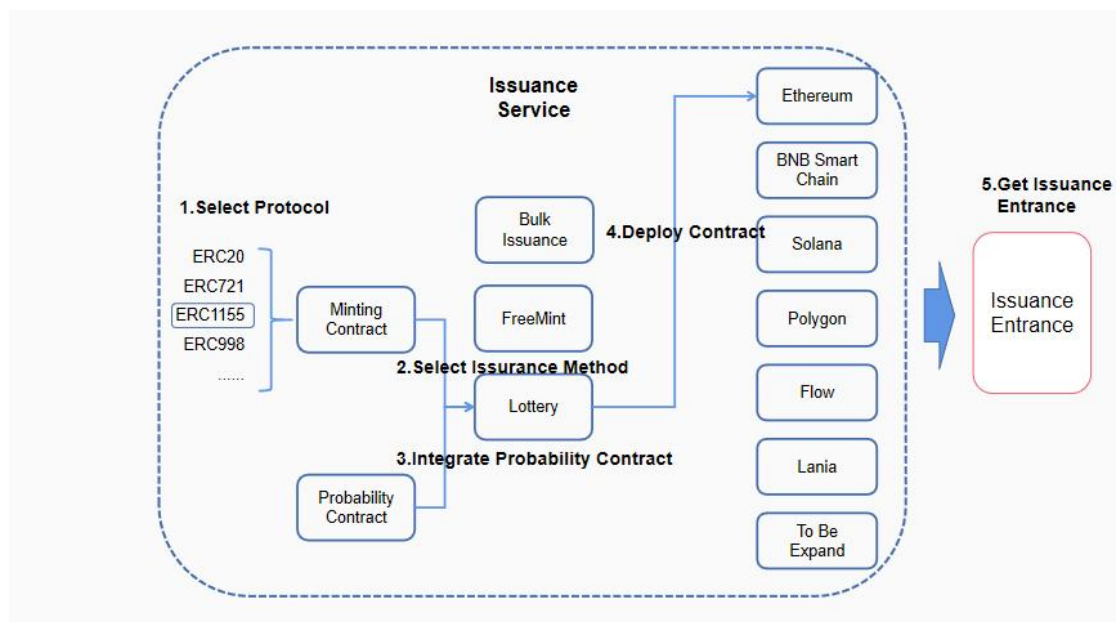 Issuance
Service
1.Select Protocol
ERC20
ERC721
ERC1155
ERC998
......
Minting
Contract
Probability
Contract
Bulk
Issuance
FreeMint
2.Select Issurance Method
Lottery
3.Integrate Probability Contract
4.Deploy Contract
Ethereum
BNB Smart
Chain
Solana
Polygon
Flow
Lania
To Be
Expand
5.Get Issuance
Entrance
Issuance
Entrance